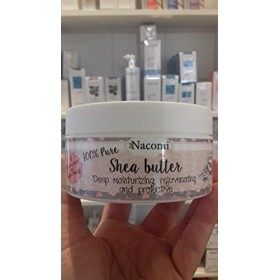 100% Pure
Nacomi
Shea butter
Deep moisturizing, rejuvenating
and protective